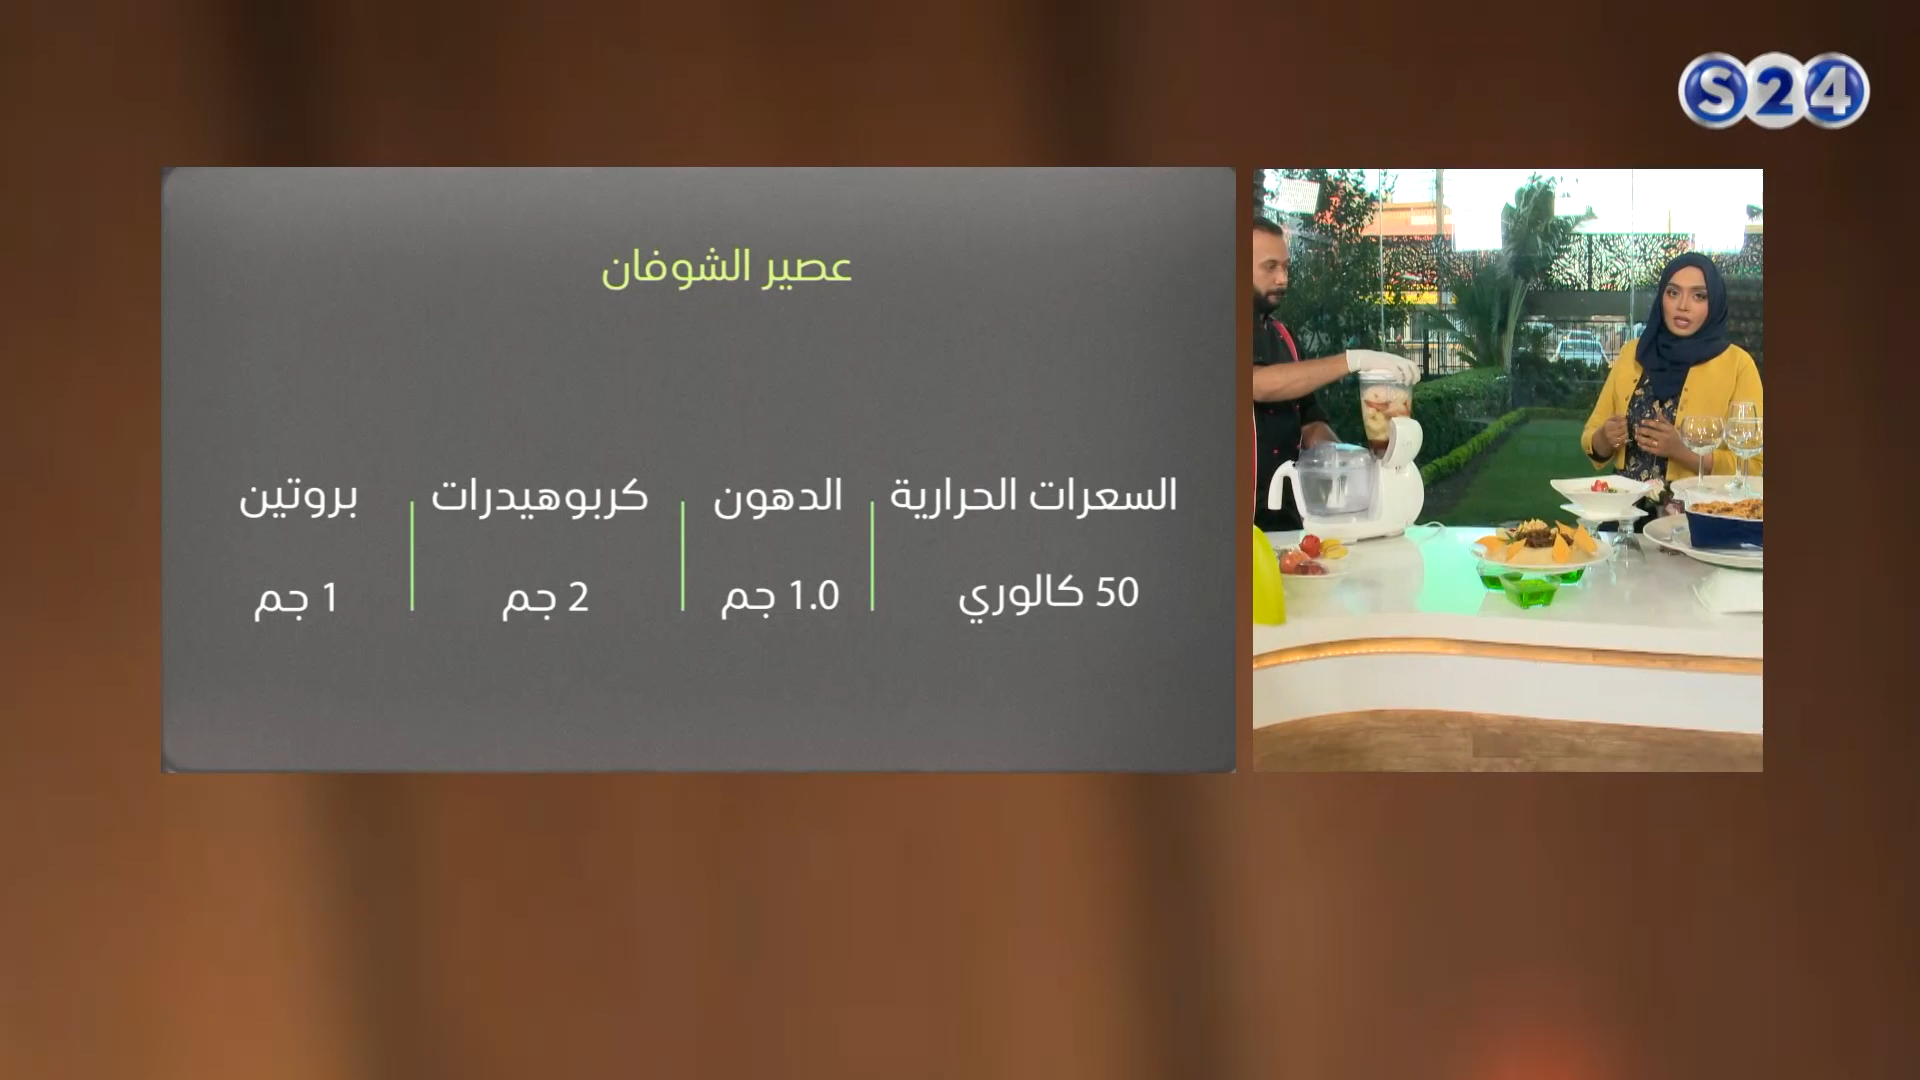 S24
عصير الشوفان
السعرات الحرارية
الدهون
كربوهيدرات
بروتين
50 كالوري
1.0 جم
2 جم
1 جم